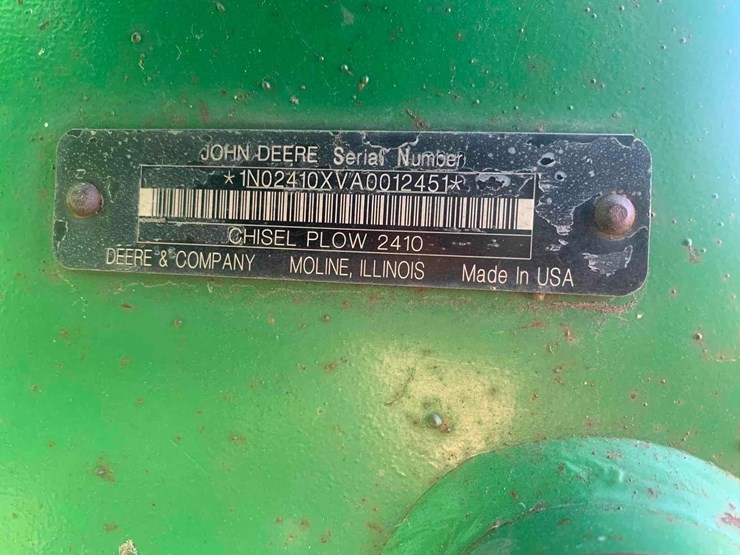 JOHN DEERE Serial Number
*1N02410XVA0012451*
CHISEL PLOW 2410
DEERE & COMPANY MOLINE, ILLINOIS Made In USA